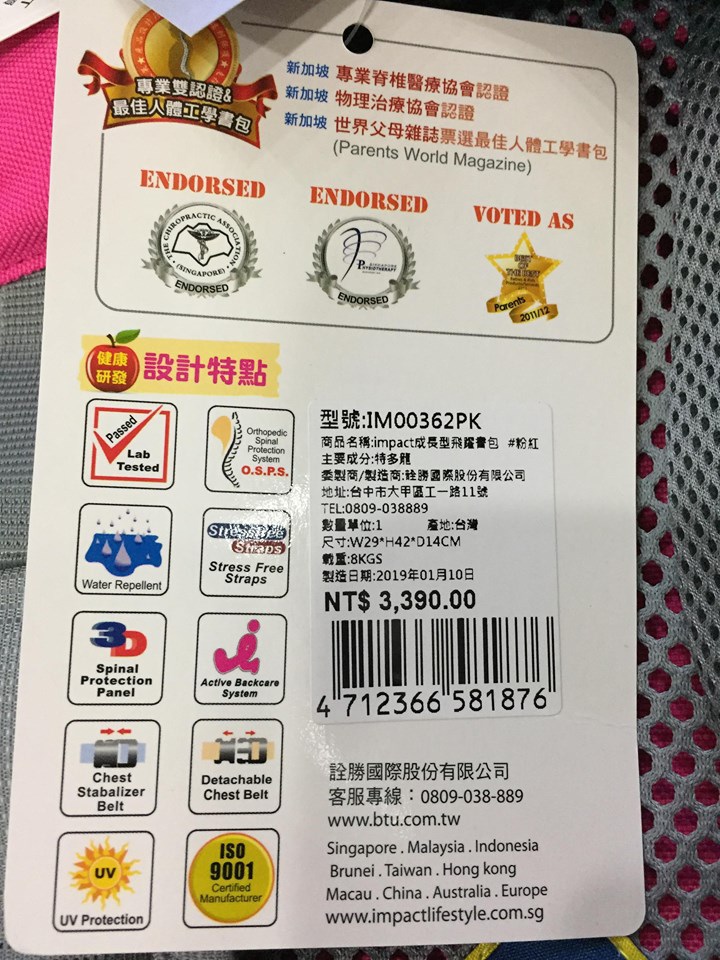 專業雙認證&
最佳人體工學書包
新加坡 專業脊椎醫療協會認證
新加坡 物理治療協會認證
新加坡 世界父母雜誌票選最佳人體工學書包
(Parents World Magazine)
ENDORSED
THE CHIROPRACTIC ASSOCIATION
(SINGAPORE)
ENDORSED
ENDORSED
SINGAPORE
PHYSIOTHERAPY
ENDORSED
VOTED AS
BEST
OF
THE BEST
Parents
2011/12
健康
研發
設計特點
Passed
Lab
Tested
Orthopedic
Spinal
Protection
System
O.S.P.S.
Water Repellent
Stressfree
Straps
Stress Free
Straps
3D
Spinal
Protection
Panel
Active Backcare
System
Chest
Stabalizer
Belt
Detachable
Chest Belt
UV
UV Protection
ISO
9001
Certified
Manufacturer
型號:IM00362PK
商品名稱:impact成長型飛躍書包 #粉紅
主要成分:特多龍
委製商/製造商:詮勝國際股份有限公司
地址:台中市大甲區工一路11號
TEL:0809-038889
數量單位:1 產地:台灣
尺寸:W29*H42*D14CM
載重:8KGS
製造日期:2019年01月10日
NT$ 3,390.00
4 712366 581876
詮勝國際股份有限公司
客服專線：0809-038-889
www.btu.com.tw
Singapore . Malaysia . Indonesia
Brunei . Taiwan . Hong kong
Macau . China . Australia . Europe
www.impactlifestyle.com.sg